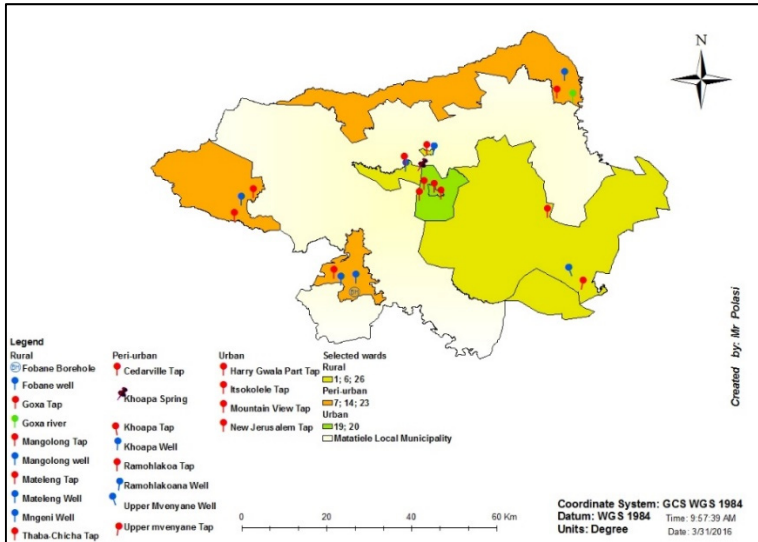 N
Created by: Mr Polasi
Legend
Rural
Fobane Borehole
Fobane well
Goxa Tap
Goxa river
Mangolong Tap
Mangolong well
Mateleng Tap
Mateleng Well
Mngeni Well
Thaba-Chicha Tap
Peri-urban
Cedarville Tap
Khoapa Spring
Khoapa Tap
Khoapa Well
Ramohlakoa Tap
Ramohlakoana Well
Upper Mvenyane Well
Upper mvenyane Tap
Urban
Harry Gwala Part Tap
Itsokolele Tap
Mountain View Tap
New Jerusalem Tap
Selected wards
Rural
1; 6; 26
Peri-urban
7; 14; 23
Urban
19; 20
Matatiele Local Municipality
0 20 40 60 Km
Coordinate System: GCS WGS 1984
Datum: WGS 1984 Time: 9:57:39 AM
Units: Degree Date: 3/31/2016